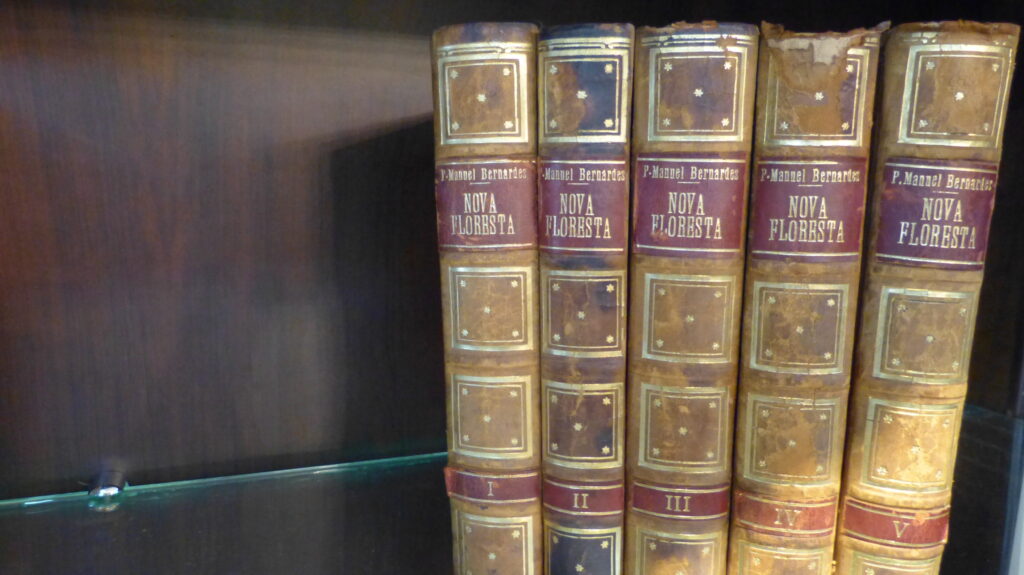 P-Manuel Bernardes
NOVA
FLORESTA
I
-Manuel Bernardes
NOVA
FLORESTA
II
P-Manuel Bernardes
NOVA
FLORESTA
III
P-Manuel Bernardes
NOVA
FLORESTA
IV
P. Manuel Bernardes
NOVA
FLORESTA
V